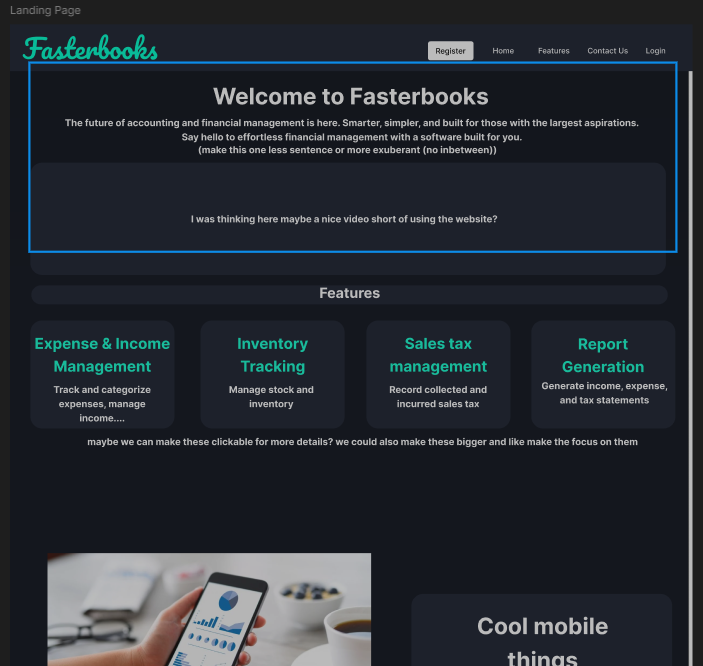 Landing Page
Fasterbooks
Register Home Features Contact Us Login
Welcome to Fasterbooks
The future of accounting and financial management is here. Smarter, simpler, and built for those with the largest aspirations.
Say hello to effortless financial management with a software built for you.
(make this one less sentence or more exuberant (no inbetween))
I was thinking here maybe a nice video short of using the website?
Features
Expense & Income
Management
Track and categorize
expenses, manage
income....
Inventory
Tracking
Manage stock and
inventory
Sales tax
management
Record collected and
incurred sales tax
Report
Generation
Generate income, expense,
and tax statements
maybe we can make these clickable for more details? we could also make these bigger and like make the focus on them
Cool mobile
things